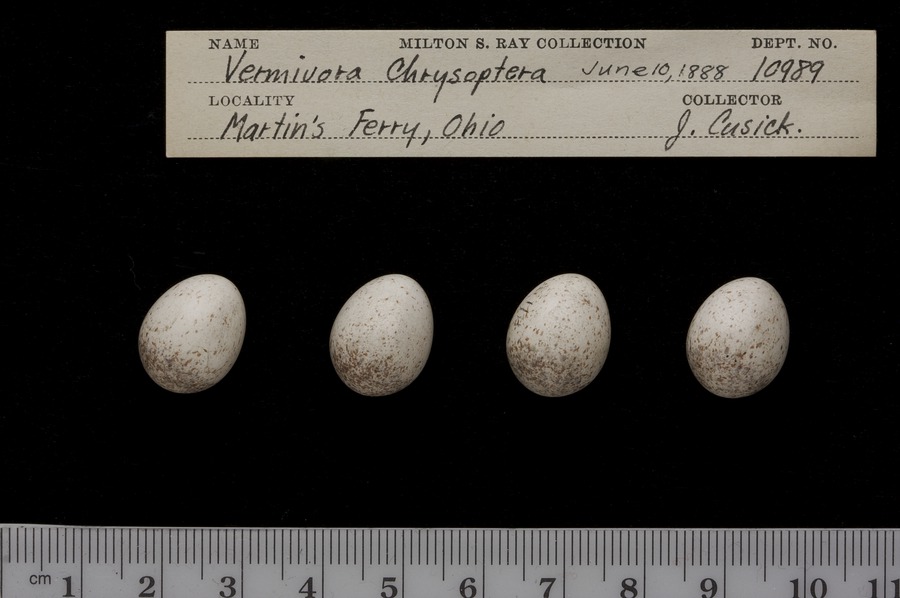 NAME MILTON S. RAY COLLECTION DEPT. NO.
Vermivora Chrysoptera June 10, 1888 10989
LOCALITY COLLECTOR
Martin's Ferry, Ohio J. Cusick.
cm 1 2 3 4 5 6 7 8 9 10 11